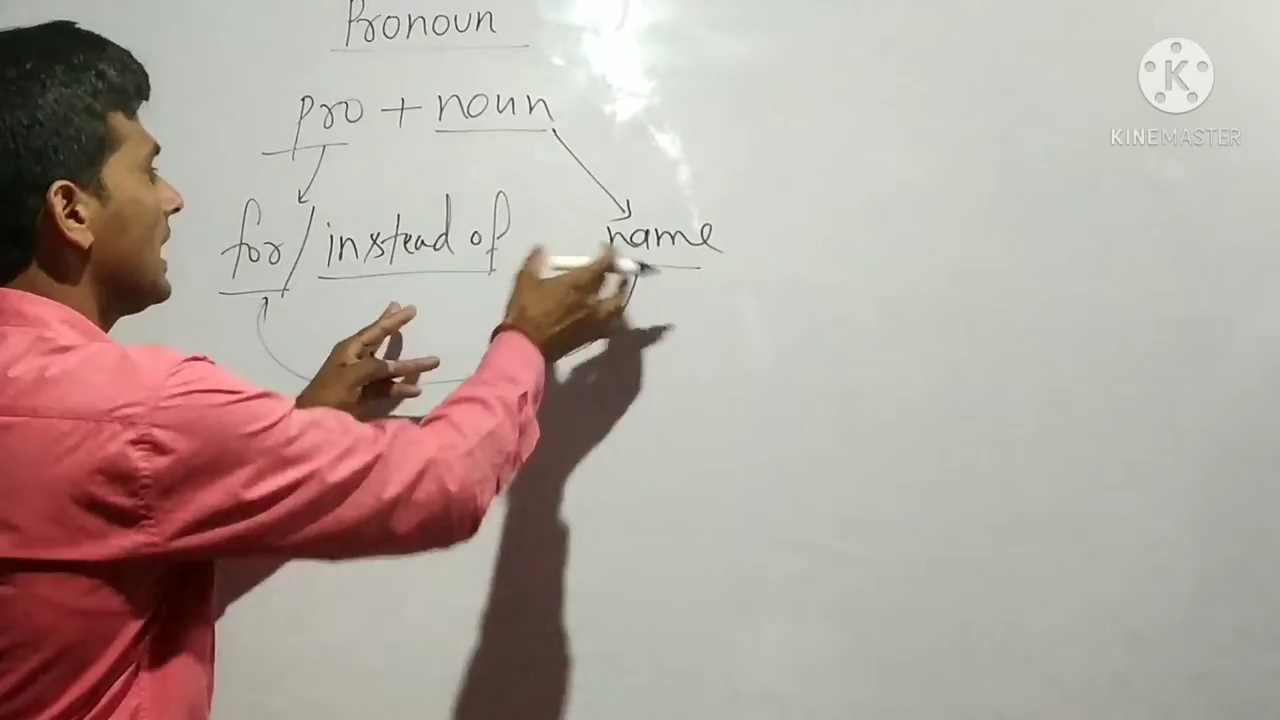 Pronoun
pro + noun
for/instead of name
K
KINEMASTER